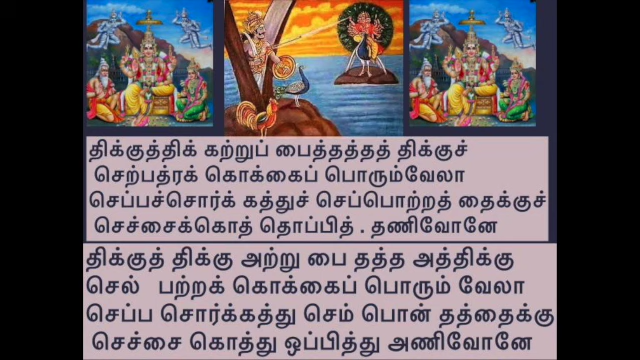 திக்குத்திக் கற்றுப் பைத்தத்தத் திக்குச்
செற்பத்ரக் கொக்கைப் பொரும்வேலா
செப்பச்சொர்க் கத்துச் செப்பொற்றத் தைக்குச்
செச்சைக்கொத் தொப்பித் . தணிவோனே
திக்குத் திக்கு அற்று பை தத்த அத்திக்கு
செல் பற்றக் கொக்கைப் பொரும் வேலா
செப்ப சொர்க்கத்து செம் பொன் தத்தைக்கு
செச்சை கொத்து ஒப்பித்து அணிவோனே